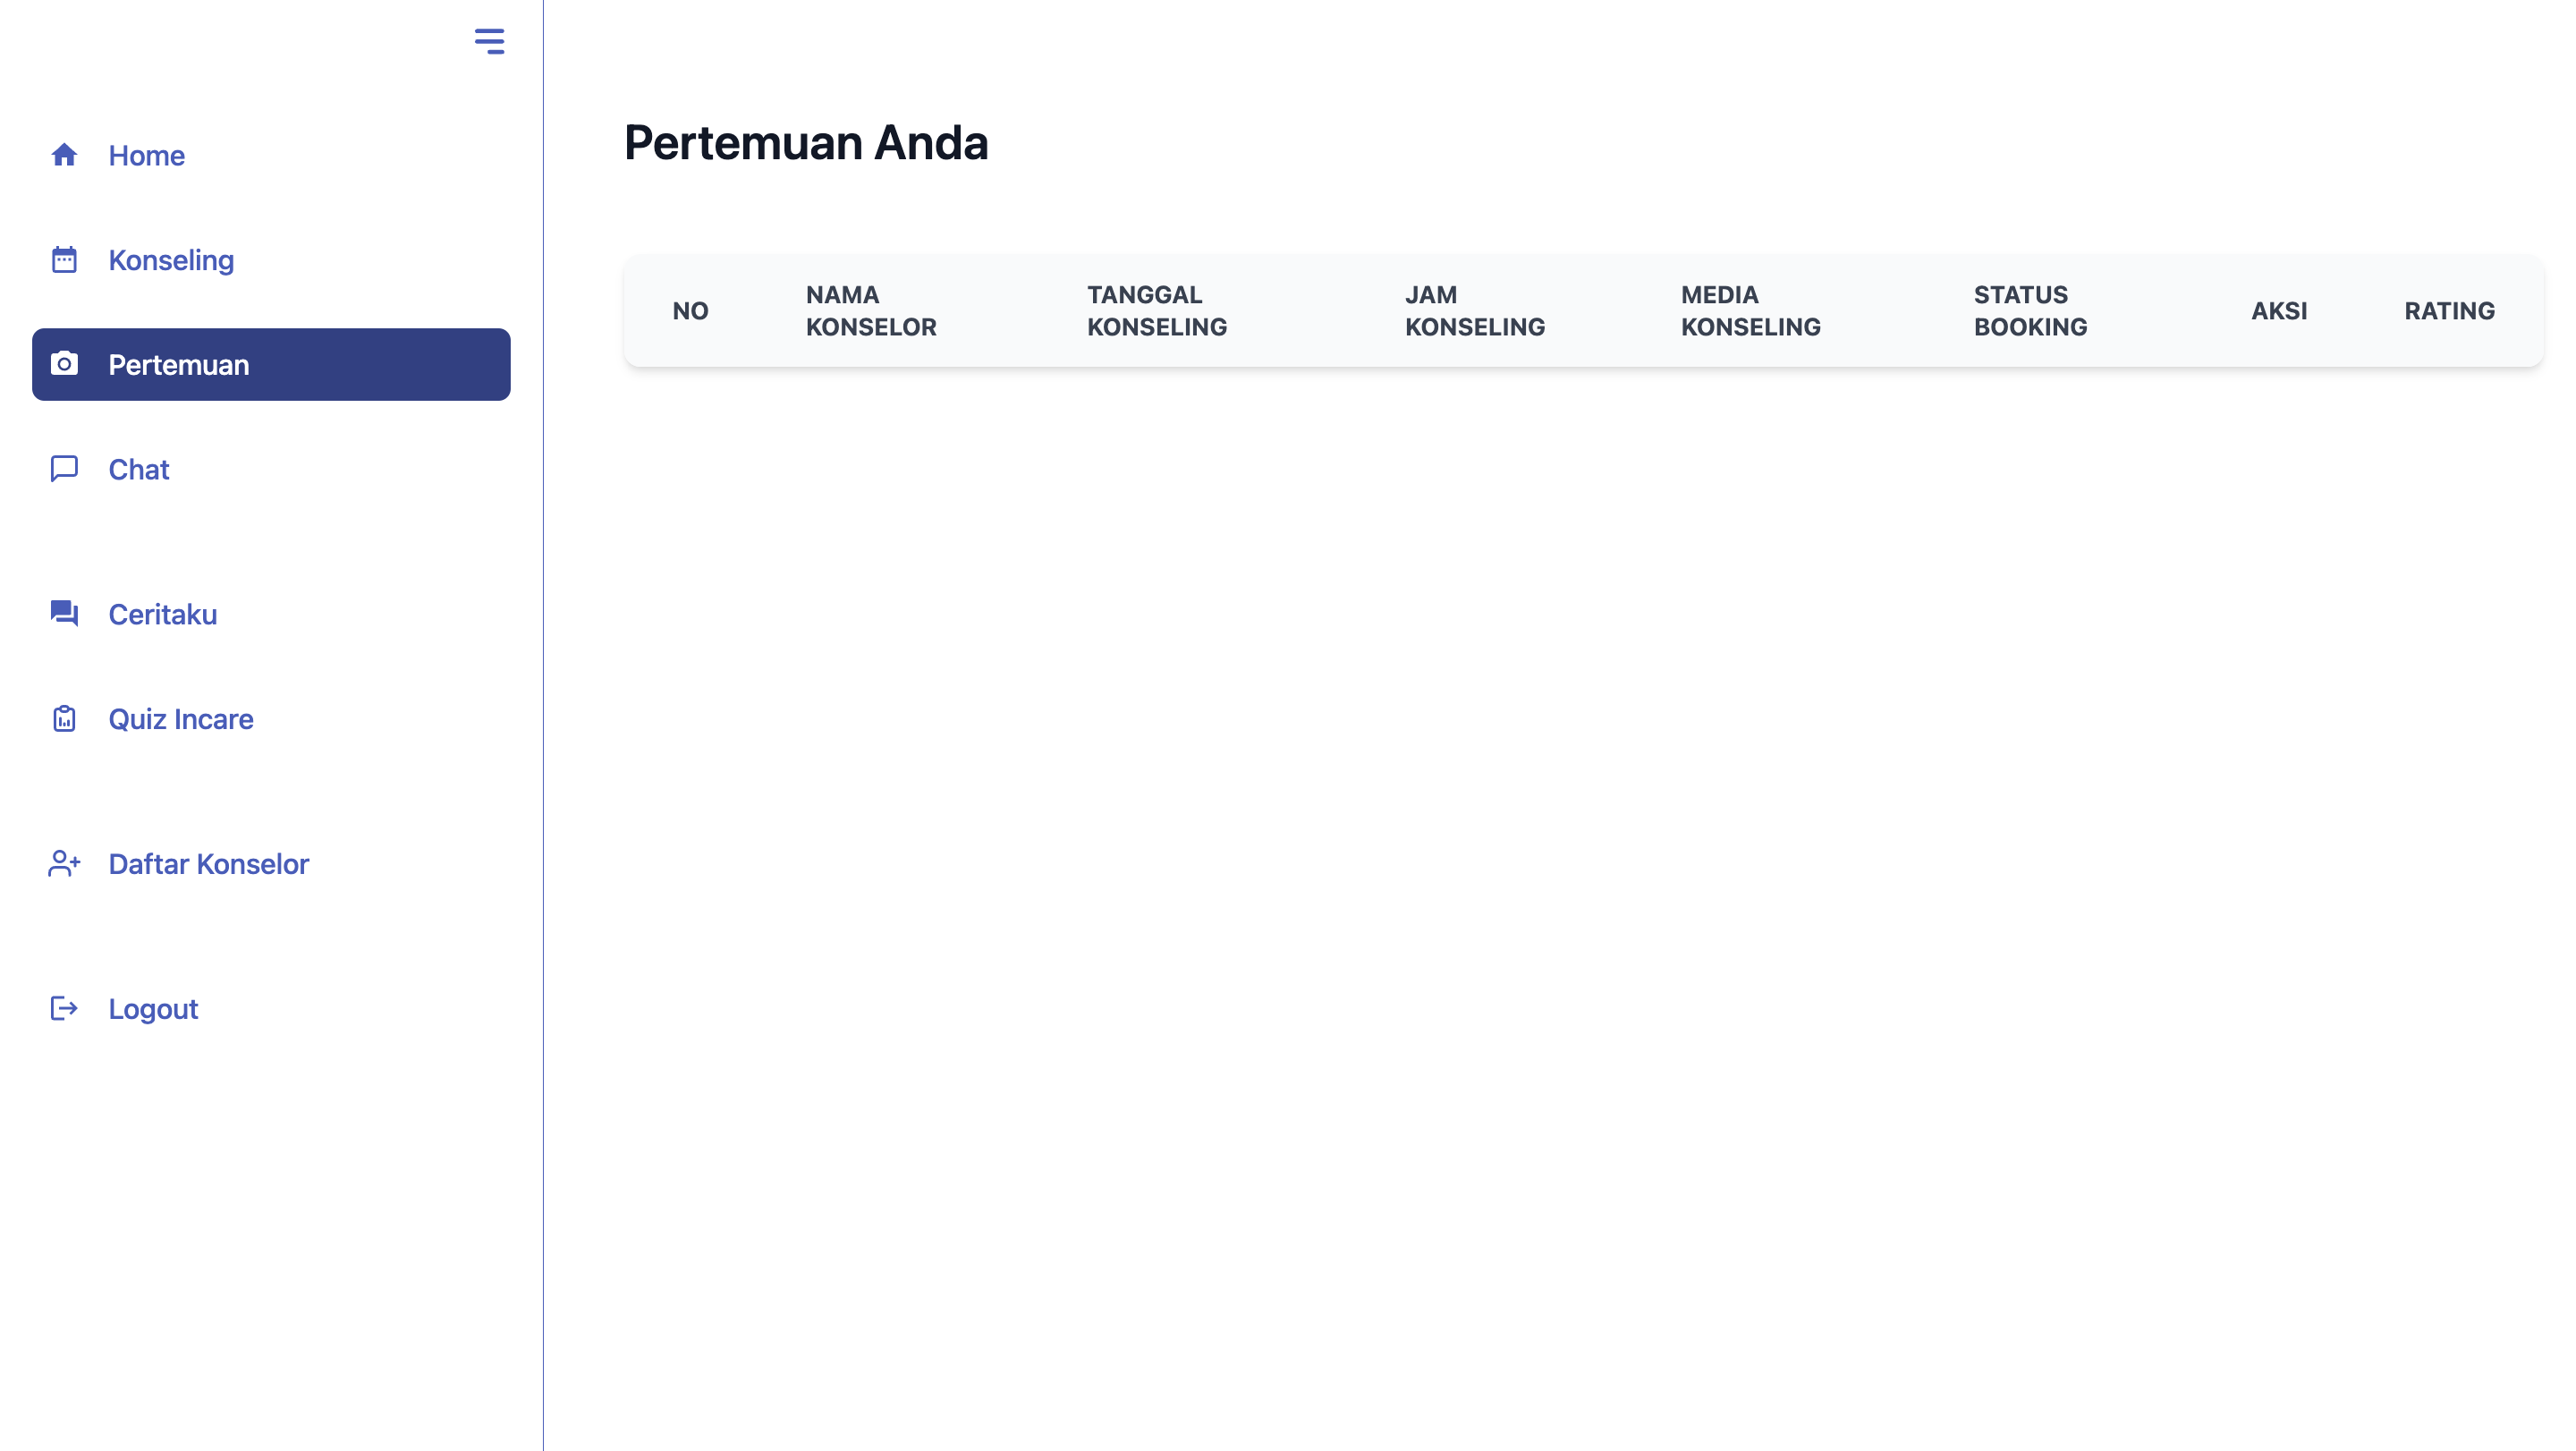 Home
Konseling
Pertemuan
Chat
Ceritaku
Quiz Incare
Daftar Konselor
Logout
Pertemuan Anda
NO
NAMA
KONSELOR
TANGGAL
KONSELING
JAM
KONSELING
MEDIA
KONSELING
STATUS
BOOKING
AKSI
RATING